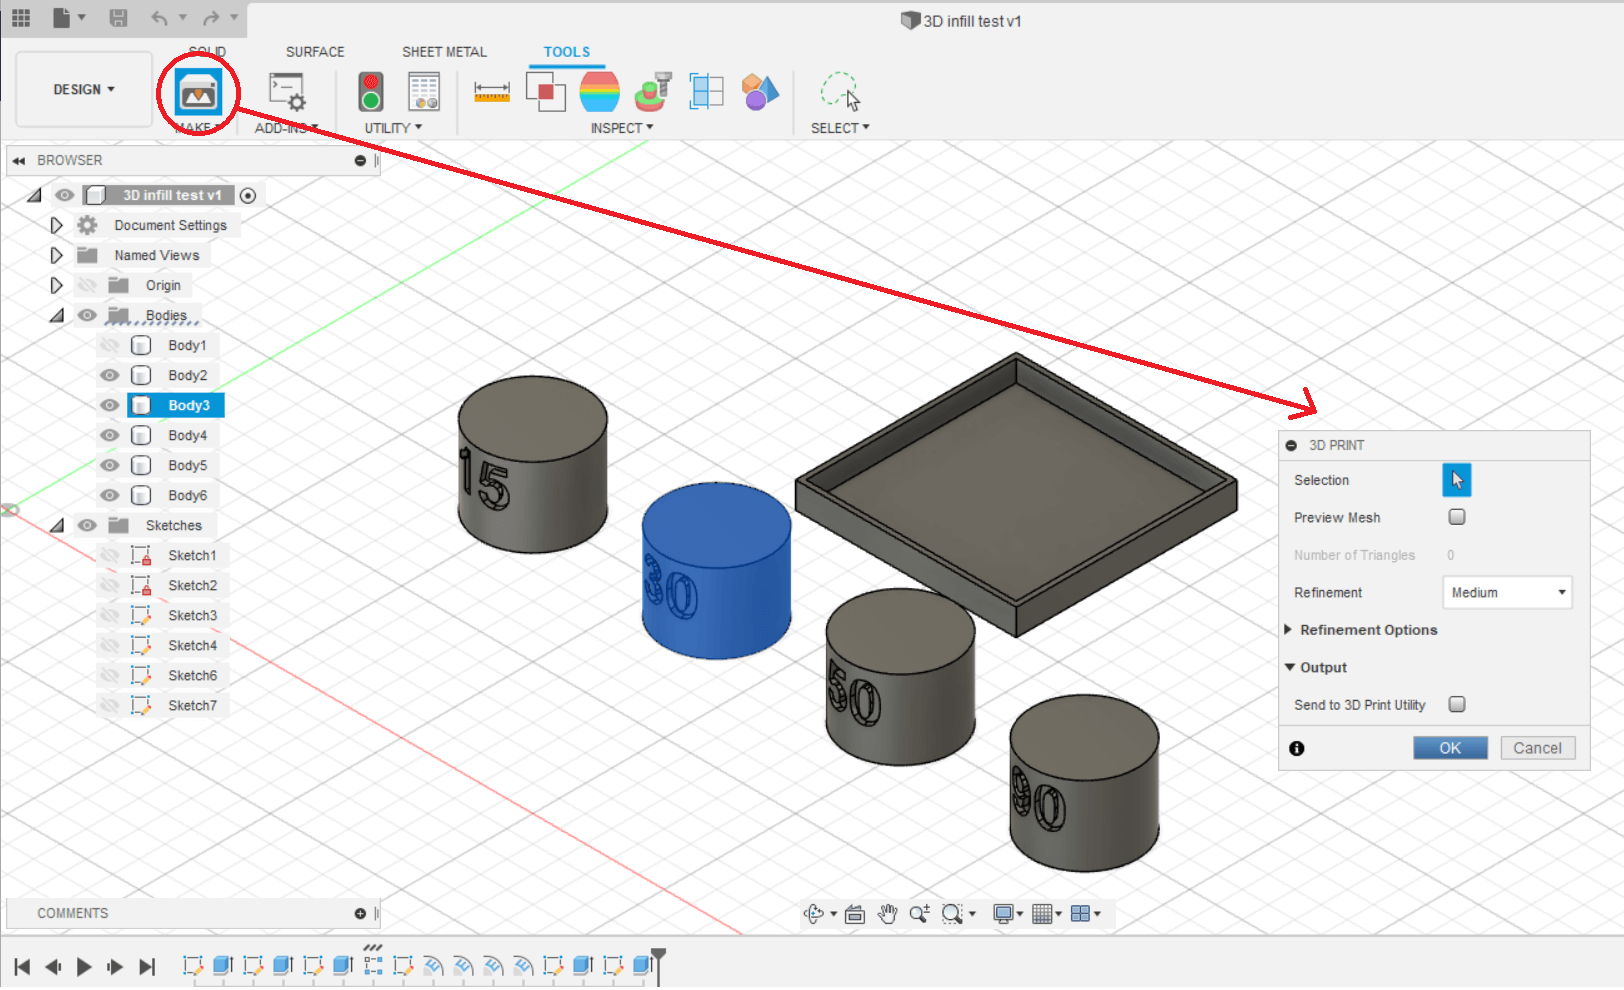 3D infill test v1
SOLID
SURFACE
SHEET METAL
TOOLS
DESIGN
MAKE
ADD-INS
UTILITY
INSPECT
SELECT
BROWSER
3D infill test v1
Document Settings
Named Views
Origin
Bodies
Body1
Body2
Body3
Body4
Body5
Body6
Sketches
Sketch1
Sketch2
Sketch3
Sketch4
Sketch6
Sketch7
15
30
50
90
3D PRINT
Selection
Preview Mesh
Number of Triangles 0
Refinement Medium
Refinement Options
Output
Send to 3D Print Utility
OK Cancel
COMMENTS